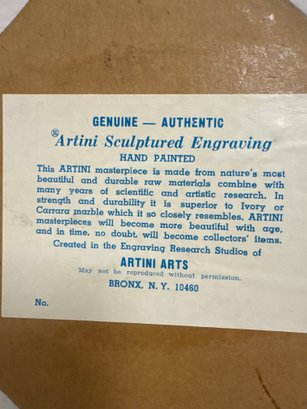 GENUINE — AUTHENTIC
® Artini Sculptured Engraving
HAND PAINTED
This ARTINI masterpiece is made from nature's most
beautiful and durable raw materials combine with
many years of scientific and artistic research. In
strength and durability it is superior to Ivory or
Carrara marble which it so closely resembles. ARTINI
masterpieces will become more beautiful with age,
and in time, no doubt, will become collectors' items.
Created in the Engraving Research Studios of
ARTINI ARTS
May not be reproduced without permission.
BRONX, N. Y. 10460
No.